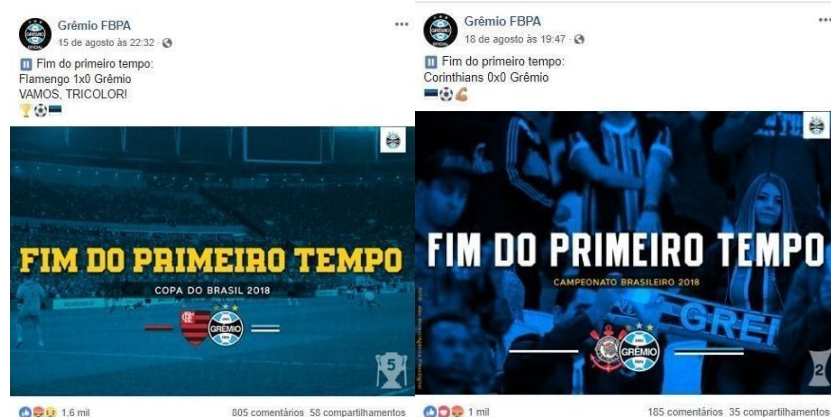 Grêmio FBPA
15 de agosto às 22:32 ·
Fim do primeiro tempo:
Flamengo 1x0 Grêmio
VAMOS, TRICOLOR!
FIM DO PRIMEIRO TEMPO
COPA DO BRASIL 2018
GRÊMIO
5
1,6 mil
805 comentários 58 compartilhamentos
Grêmio FBPA
18 de agosto às 19:47 ·
Fim do primeiro tempo:
Corinthians 0x0 Grêmio
FIM DO PRIMEIRO TEMPO
CAMPEONATO BRASILEIRO 2018
GREI
GRÊMIO
2
1 mil
185 comentários 35 compartilhamentos